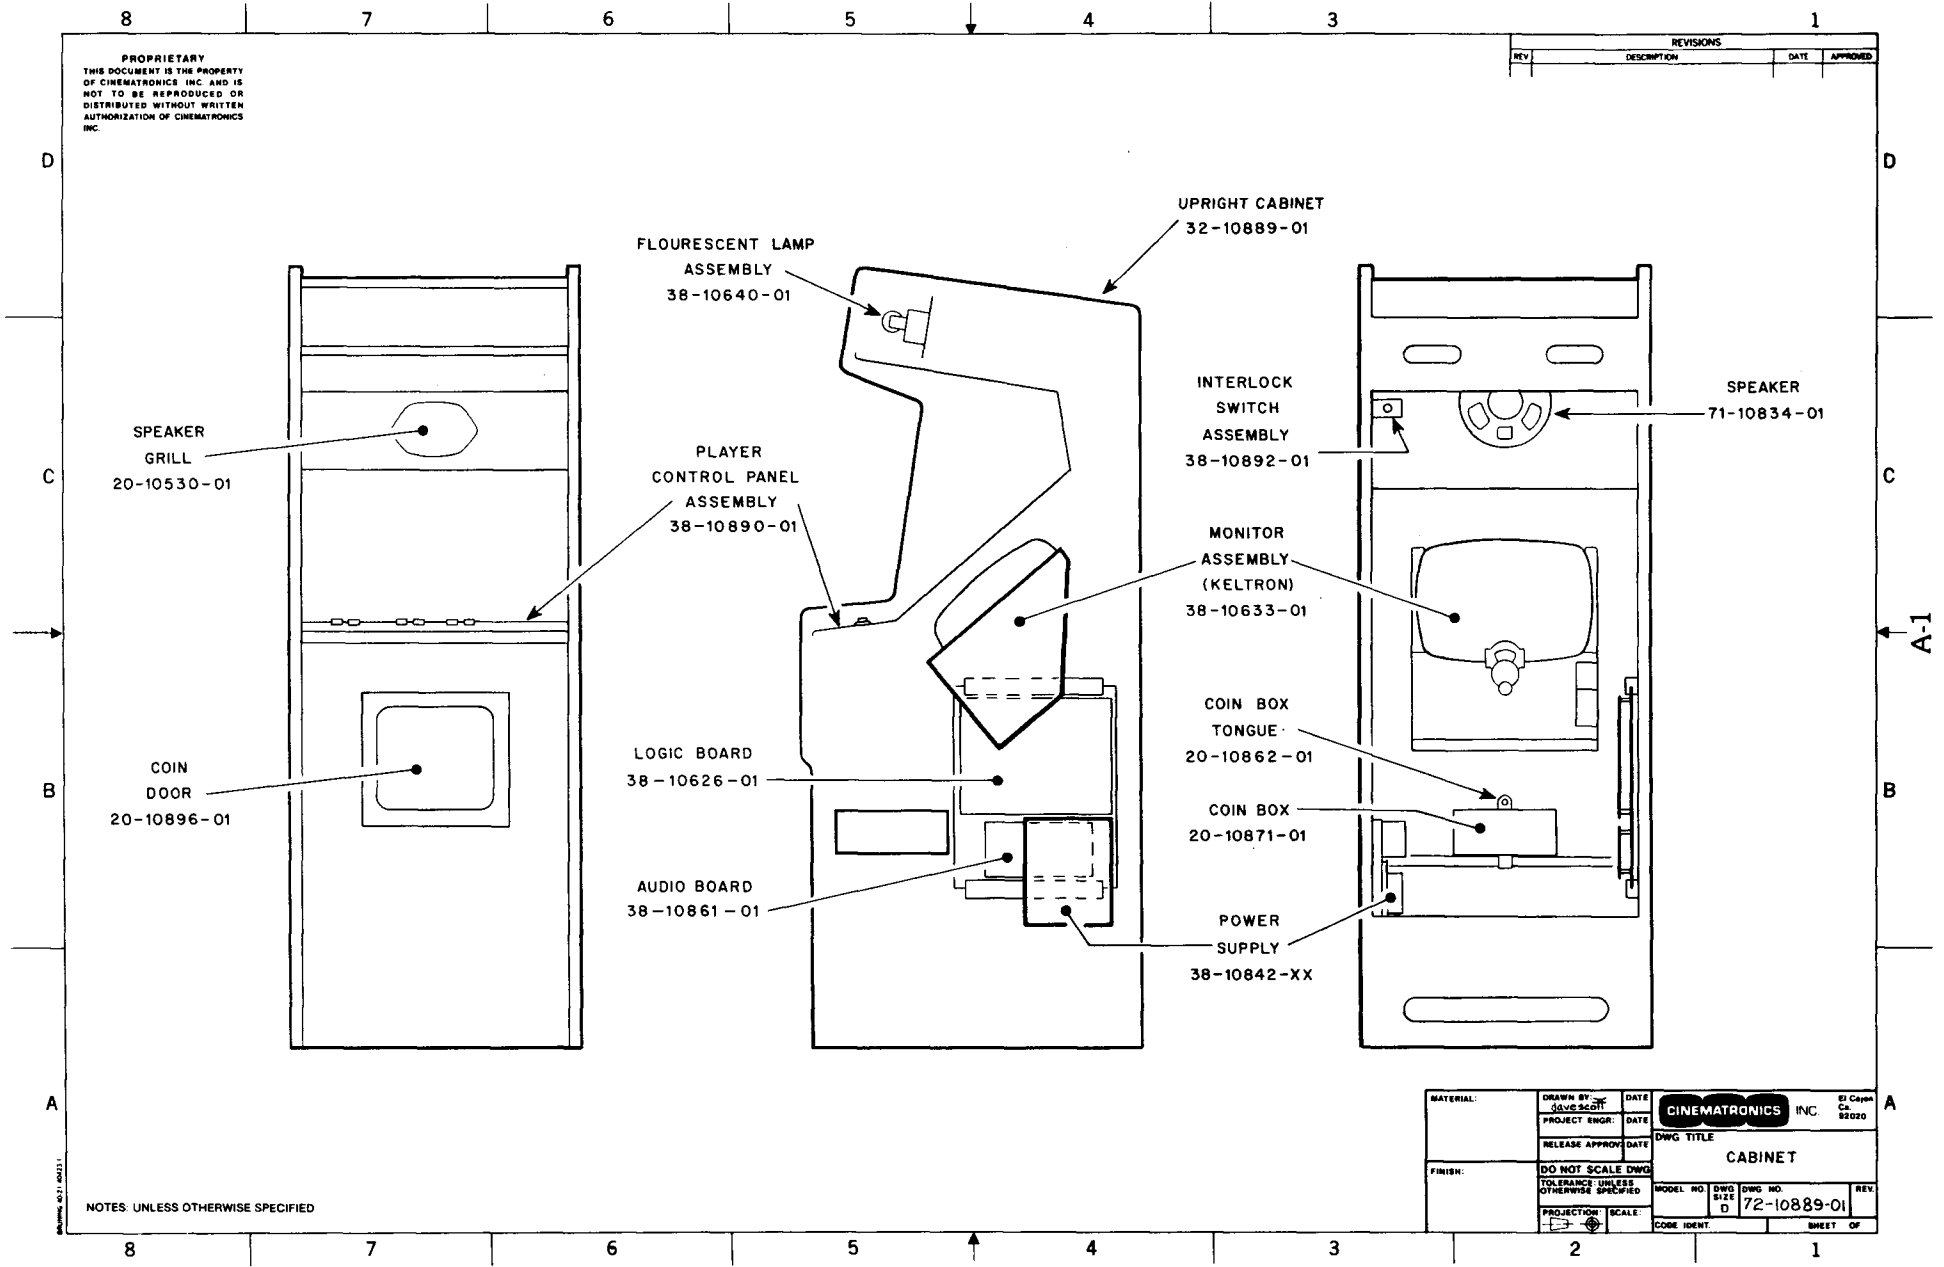 8 7 6 5 4 3 1
PROPRIETARY
THIS DOCUMENT IS THE PROPERTY
OF CINEMATRONICS INC. AND IS
NOT TO BE REPRODUCED OR
DISTRIBUTED WITHOUT WRITTEN
AUTHORIZATION OF CINEMATRONICS
INC.
REVISIONS
REV DESCRIPTION DATE APPROVED
D
D
UPRIGHT CABINET
32-10889-01
FLOURESCENT LAMP
ASSEMBLY
38-10640-01
INTERLOCK
SWITCH
ASSEMBLY
38-10892-01
SPEAKER
71-10834-01
SPEAKER
GRILL
20-10530-01
PLAYER
CONTROL PANEL
ASSEMBLY
38-10890-01
C
C
MONITOR
ASSEMBLY
(KELTRON)
38-10633-01
A-1
COIN BOX
TONGUE
20-10862-01
LOGIC BOARD
38-10626-01
COIN
DOOR
20-10896-01
B
B
COIN BOX
20-10871-01
AUDIO BOARD
38-10861-01
POWER
SUPPLY
38-10842-XX
A
A
MATERIAL:
FINISH:
DRAWN BY: DATE
dave scott
PROJECT ENGR: DATE
RELEASE APPROV: DATE
DO NOT SCALE DWG
TOLERANCE: UNLESS
OTHERWISE SPECIFIED
PROJECTION: SCALE:
CINEMATRONICS INC.
El Cajon
Ca.
92020
DWG TITLE
CABINET
MODEL NO. DWG SIZE DWG NO. REV.
D 72-10889-01
CODE IDENT. SHEET OF
NOTES: UNLESS OTHERWISE SPECIFIED
8 7 6 5 4 3 2 1